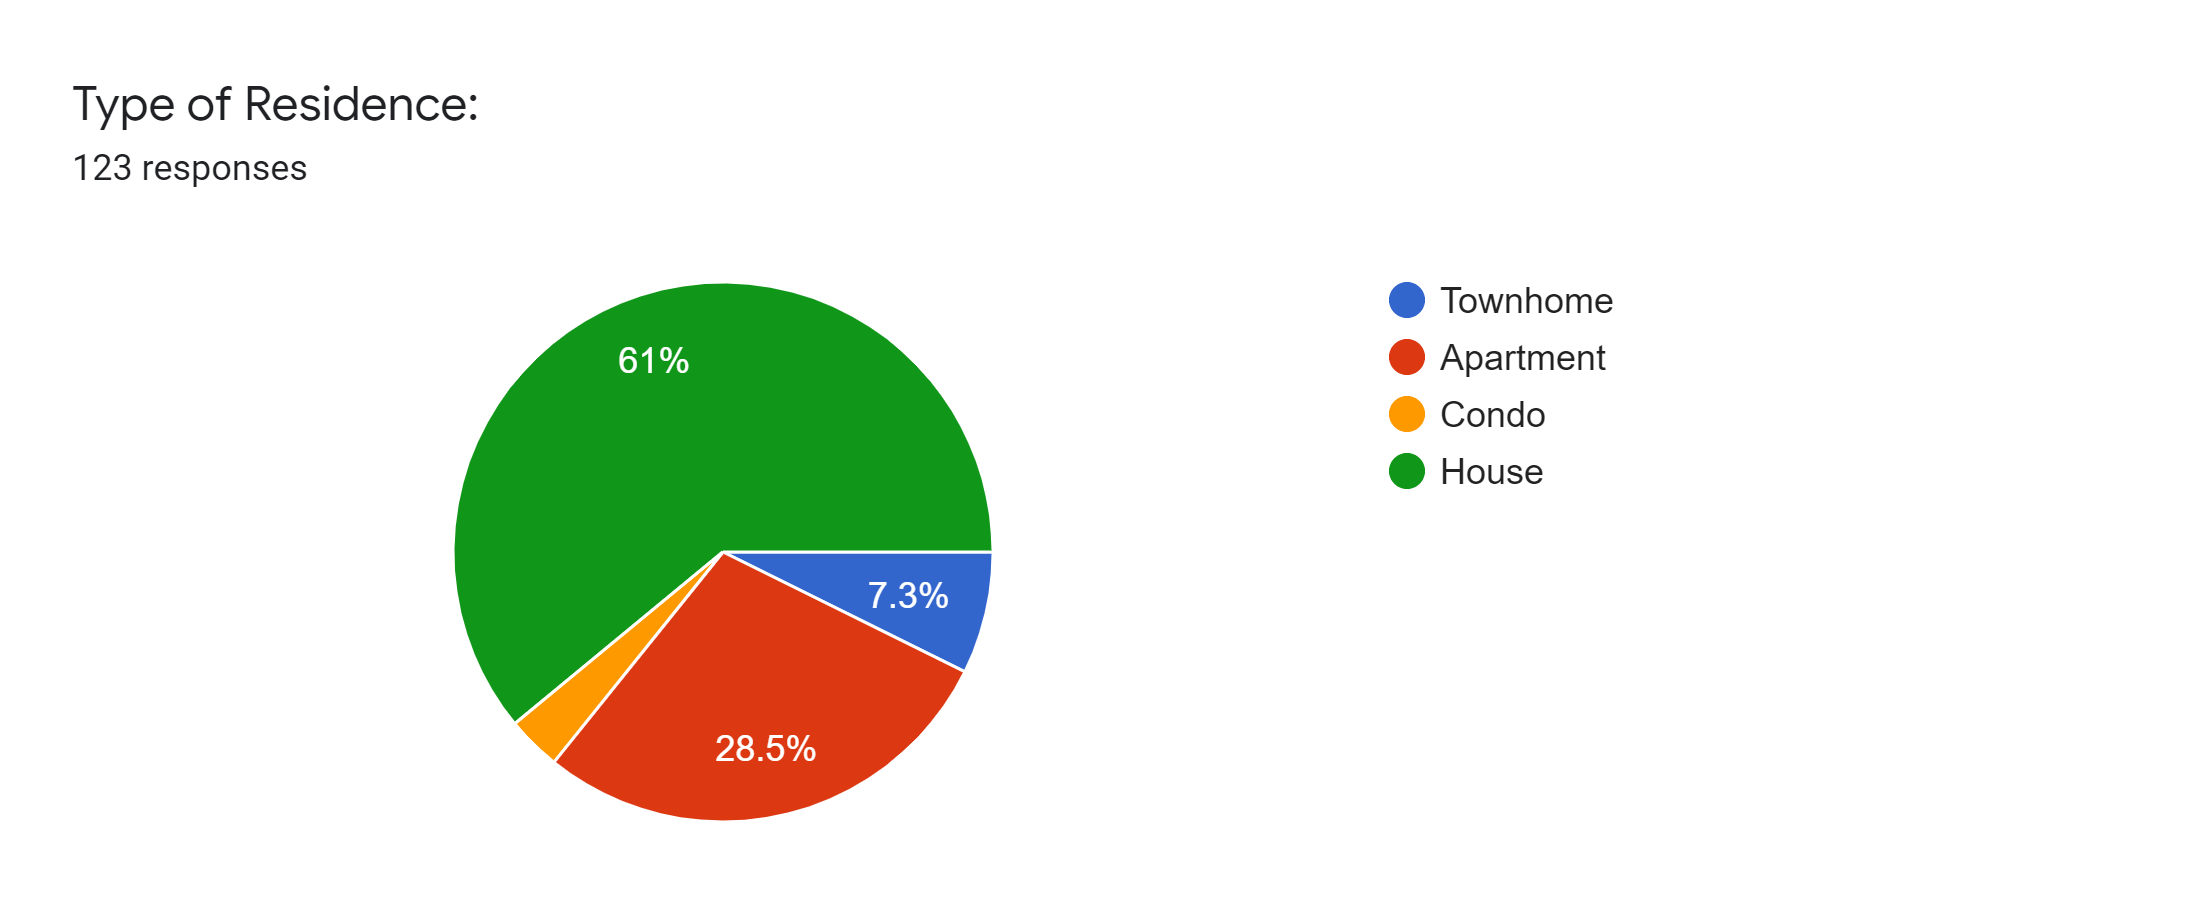 Type of Residence:
123 responses
61%
7.3%
28.5%
Townhome
Apartment
Condo
House